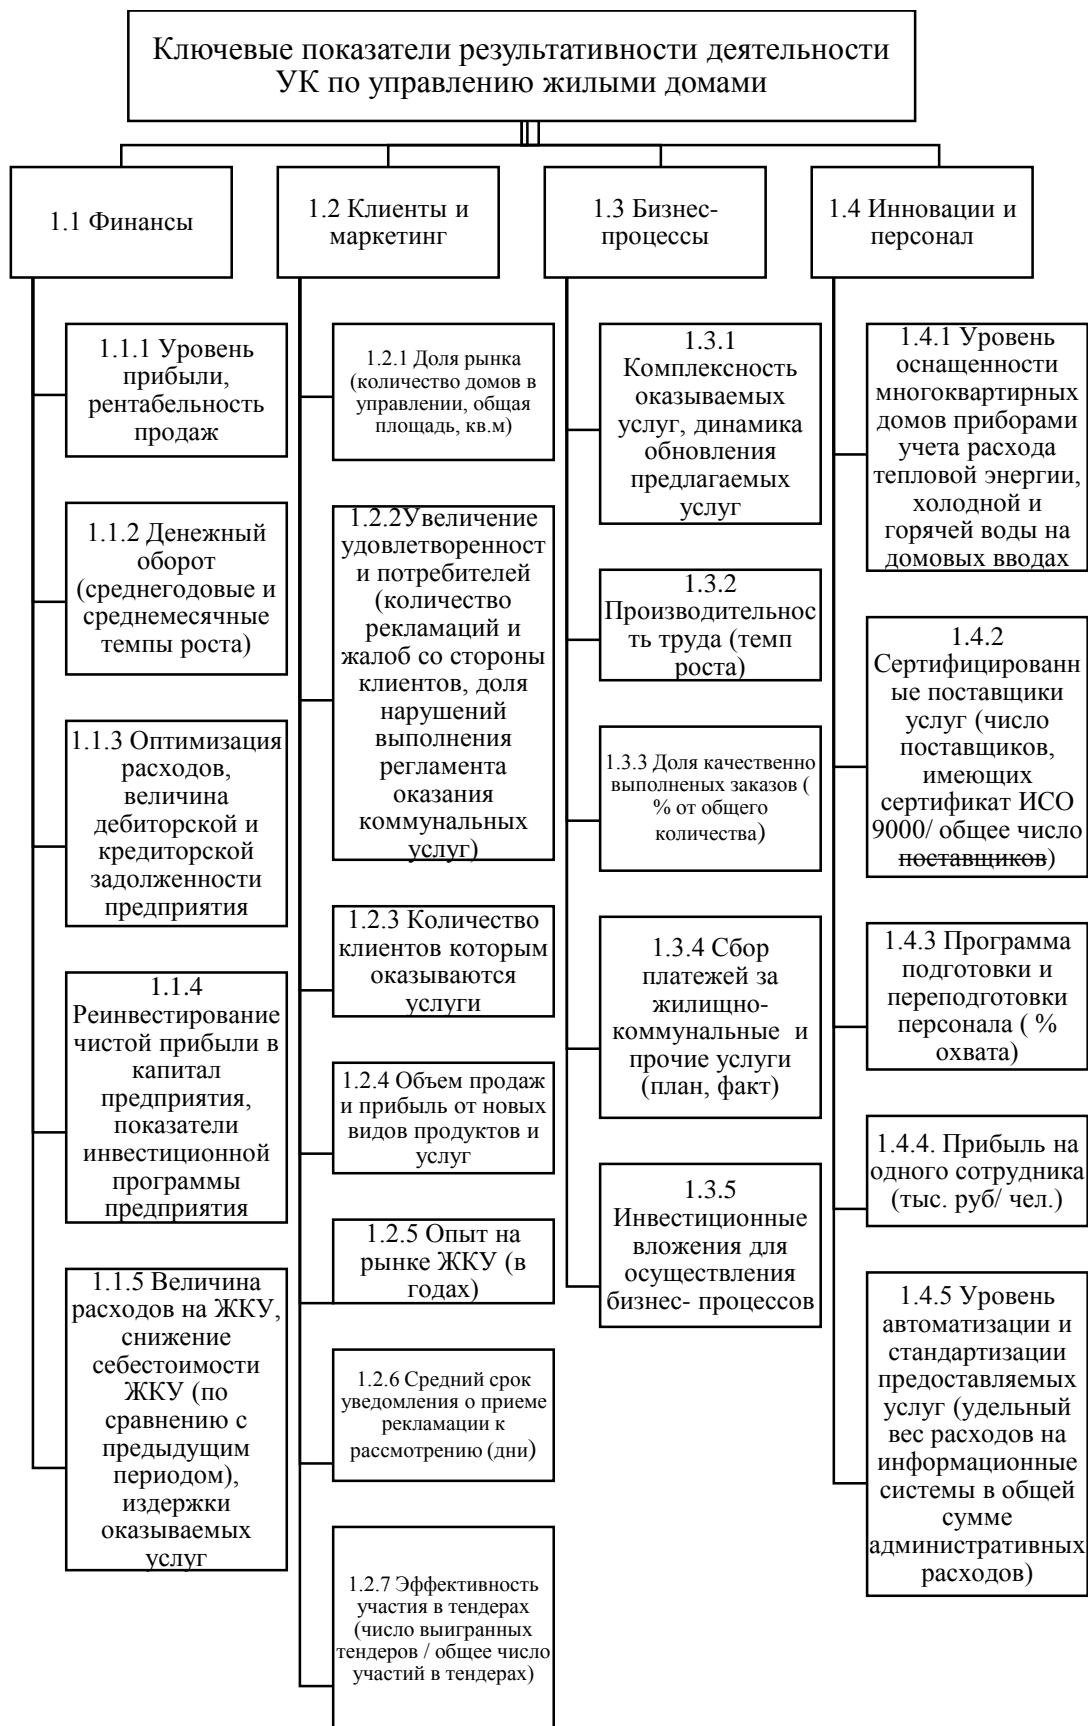 Ключевые показатели результативности деятельности
УК по управлению жилыми домами
1.1 Финансы
1.1.1 Уровень
прибыли,
рентабельность
продаж
1.1.2 Денежный
оборот
(среднегодовые и
среднемесячные
темпы роста)
1.1.3 Оптимизация
расходов,
величина
дебиторской и
кредиторской
задолженности
предприятия
1.1.4
Реинвестирование
чистой прибыли в
капитал
предприятия,
показатели
инвестиционной
программы
предприятия
1.1.5 Величина
расходов на ЖКУ,
снижение
себестоимости
ЖКУ (по
сравнению с
предыдущим
периодом),
издержки
оказываемых
услуг
1.2 Клиенты и
маркетинг
1.2.1 Доля рынка
(количество домов в
управлении, общая
площадь, кв.м)
1.2.2Увеличение
удовлетворенност
и потребителей
(количество
рекламаций и
жалоб со стороны
клиентов, доля
нарушений
выполнения
регламента
оказания
коммунальных
услуг)
1.2.3 Количество
клиентов которым
оказываются
услуги
1.2.4 Объем продаж
и прибыль от новых
видов продуктов и
услуг
1.2.5 Опыт на
рынке ЖКУ (в
годах)
1.2.6 Средний срок
уведомления о приеме
рекламации к
рассмотрению (дни)
1.2.7 Эффективность
участия в тендерах
(число выигранных
тендеров / общее число
участий в тендерах)
1.3 Бизнес-
процессы
1.3.1
Комплексность
оказываемых
услуг, динамика
обновления
предлагаемых
услуг
1.3.2
Производительнос
ть труда (темп
роста)
1.3.3 Доля качественно
выполненых заказов (
% от общего
количества)
1.3.4 Сбор
платежей за
жилищно-
коммунальные и
прочие услуги
(план, факт)
1.3.5
Инвестиционные
вложения для
осуществления
бизнес- процессов
1.4 Инновации и
персонал
1.4.1 Уровень
оснащенности
многоквартирных
домов приборами
учета расхода
тепловой энергии,
холодной и
горячей воды на
домовых вводах
1.4.2
Сертифицированн
ые поставщики
услуг (число
поставщиков,
имеющих
сертификат ИСО
9000/ общее число
поставщиков)
1.4.3 Программа
подготовки и
переподготовки
персонала ( %
охвата)
1.4.4. Прибыль на
одного сотрудника
(тыс. руб/ чел.)
1.4.5 Уровень
автоматизации и
стандартизации
предоставляемых
услуг (удельный
вес расходов на
информационные
системы в общей
сумме
административных
расходов)